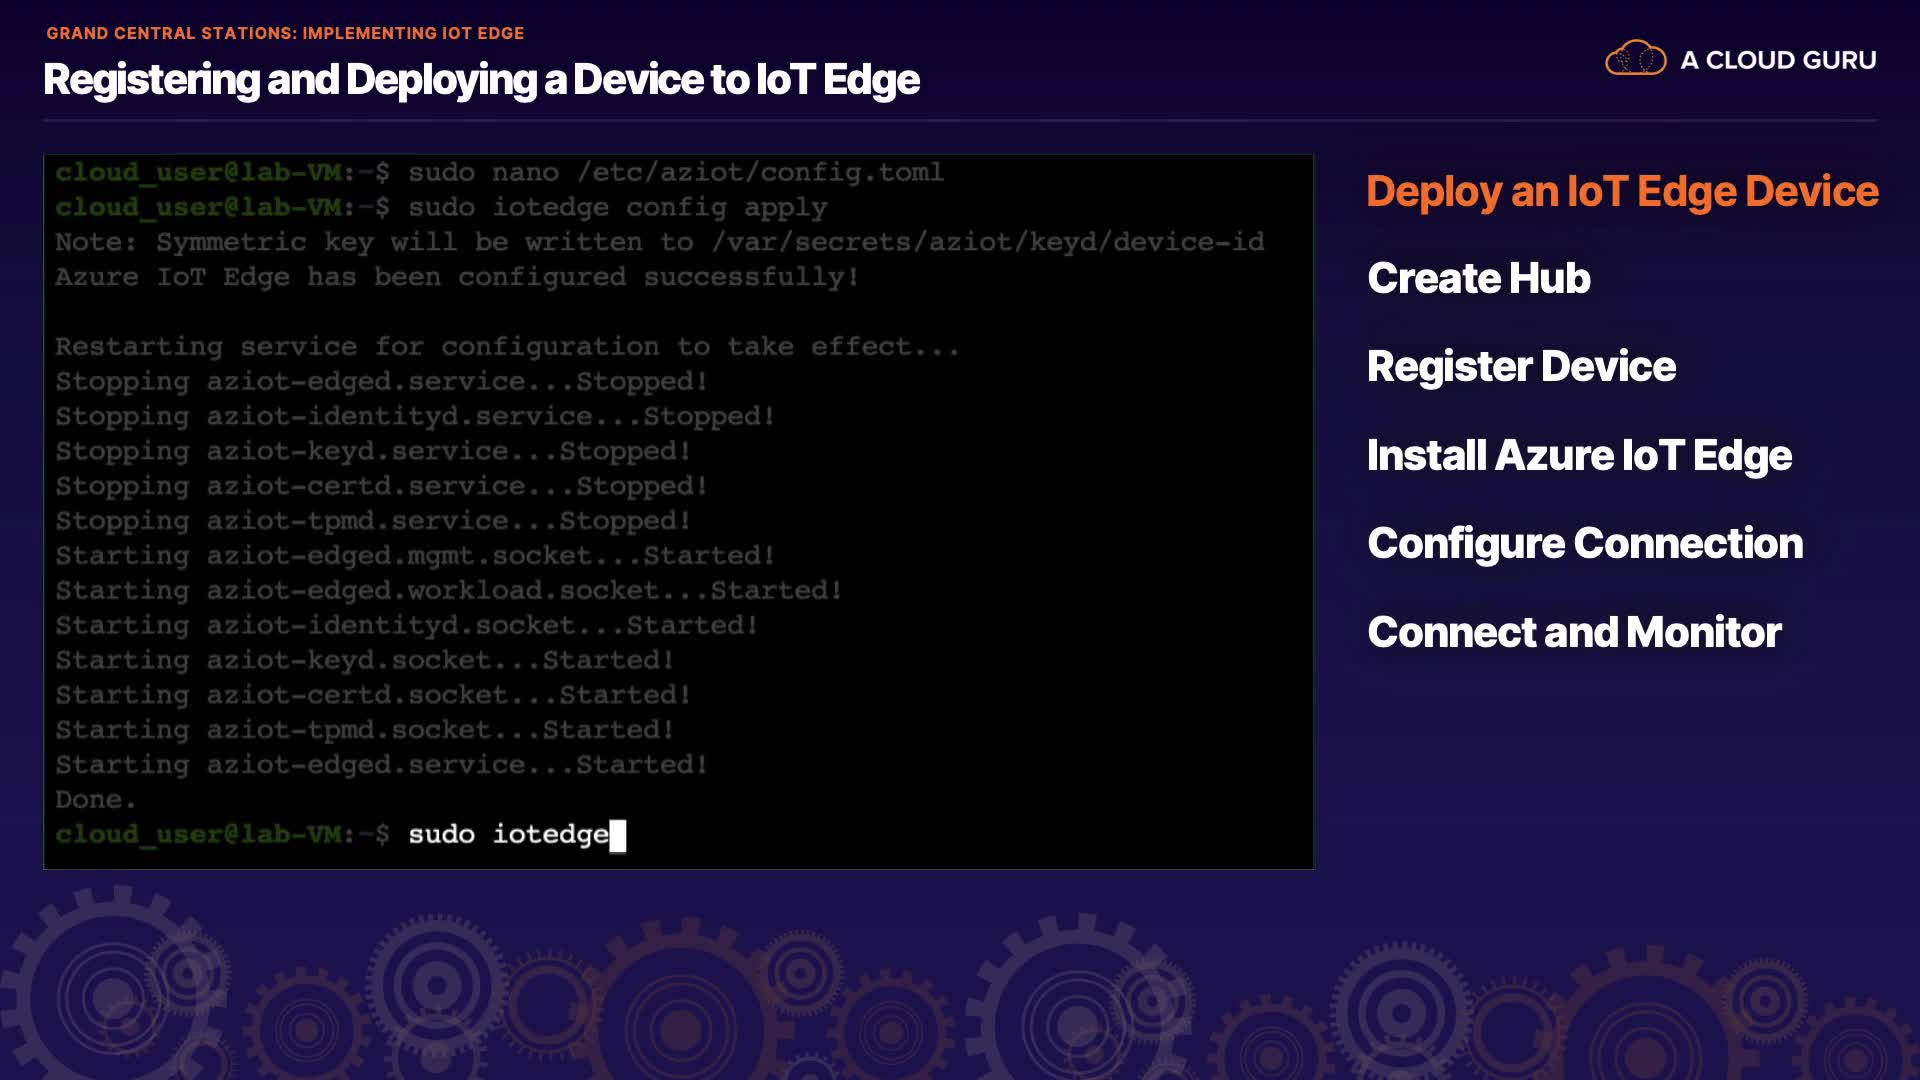 GRAND CENTRAL STATIONS: IMPLEMENTING IOT EDGE
Registering and Deploying a Device to IoT Edge
A CLOUD GURU
cloud_user@lab-VM:~$ sudo nano /etc/aziot/config.toml
cloud_user@lab-VM:~$ sudo iotedge config apply
Note: Symmetric key will be written to /var/secrets/aziot/keyd/device-id
Azure IoT Edge has been configured successfully!
Restarting service for configuration to take effect...
Stopping aziot-edged.service...Stopped!
Stopping aziot-identityd.service...Stopped!
Stopping aziot-keyd.service...Stopped!
Stopping aziot-certd.service...Stopped!
Stopping aziot-tpmd.service...Stopped!
Starting aziot-edged.mgmt.socket...Started!
Starting aziot-edged.workload.socket...Started!
Starting aziot-identityd.socket...Started!
Starting aziot-keyd.socket...Started!
Starting aziot-certd.socket...Started!
Starting aziot-tpmd.socket...Started!
Starting aziot-edged.service...Started!
Done.
cloud_user@lab-VM:~$ sudo iotedge
Deploy an IoT Edge Device
Create Hub
Register Device
Install Azure IoT Edge
Configure Connection
Connect and Monitor